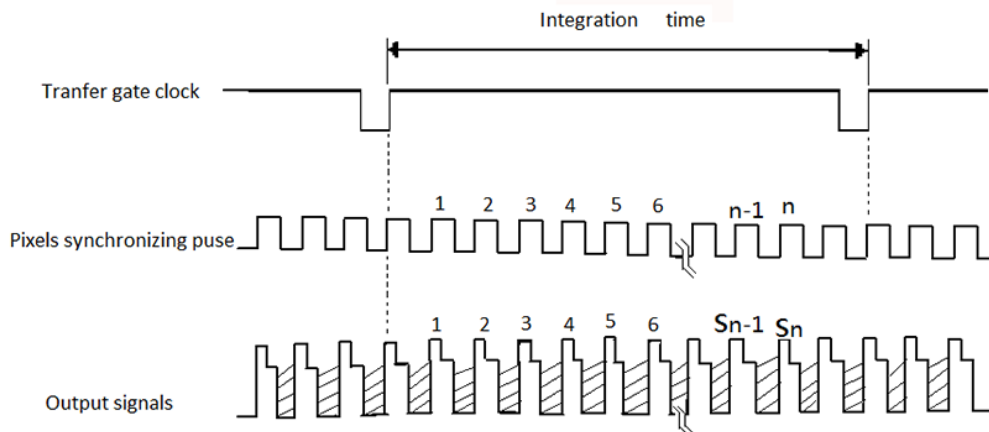 Integration time
Tranfer gate clock
1 2 3 4 5 6 n-1 n
Pixels synchronizing puse
1 2 3 4 5 6 Sn-1 Sn
Output signals